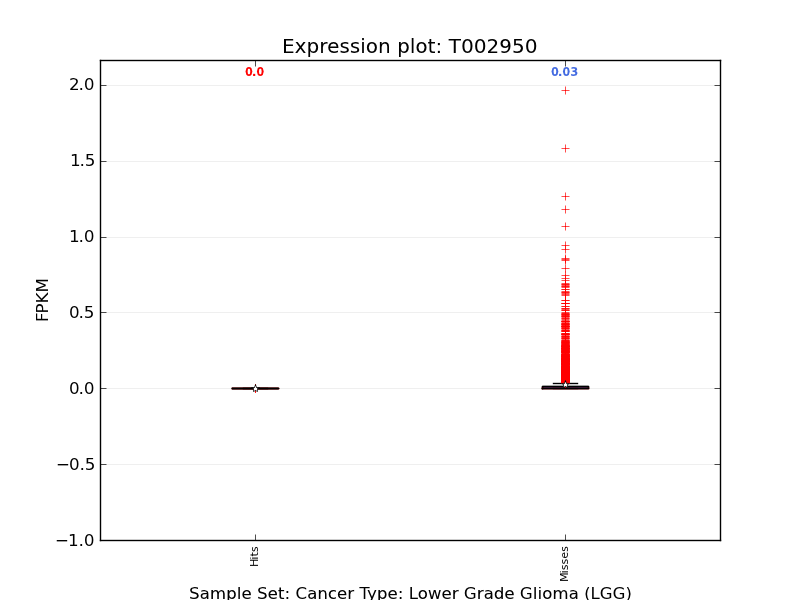 Expression plot: T002950
0.0
0.03
2.0
1.5
1.0
0.5
0.0
−0.5
−1.0
FPKM
Hits
Misses
Sample Set: Cancer Type: Lower Grade Glioma (LGG)